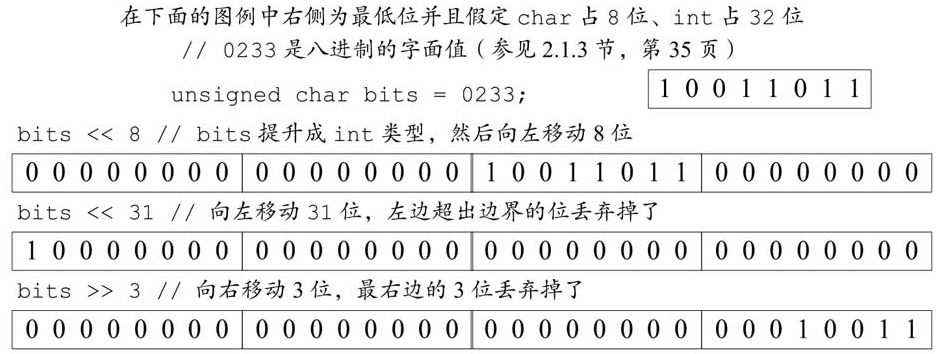 在下面的图例中右侧为最低位并且假定 char 占 8 位、int 占 32 位
// 0233 是八进制的字面值（参见 2.1.3 节，第 35 页）
unsigned char bits = 0233; 1 0 0 1 1 0 1 1
bits << 8 // bits 提升成 int 类型，然后向左移动 8 位
0 0 0 0 0 0 0 0 0 0 0 0 0 0 0 0 1 0 0 1 1 0 1 1 0 0 0 0 0 0 0 0
bits << 31 // 向左移动 31 位，左边超出边界的位丢弃掉了
1 0 0 0 0 0 0 0 0 0 0 0 0 0 0 0 0 0 0 0 0 0 0 0 0 0 0 0 0 0 0 0
bits >> 3 // 向右移动 3 位，最右边的 3 位丢弃掉了
0 0 0 0 0 0 0 0 0 0 0 0 0 0 0 0 0 0 0 0 0 0 0 0 0 0 0 1 0 0 1 1